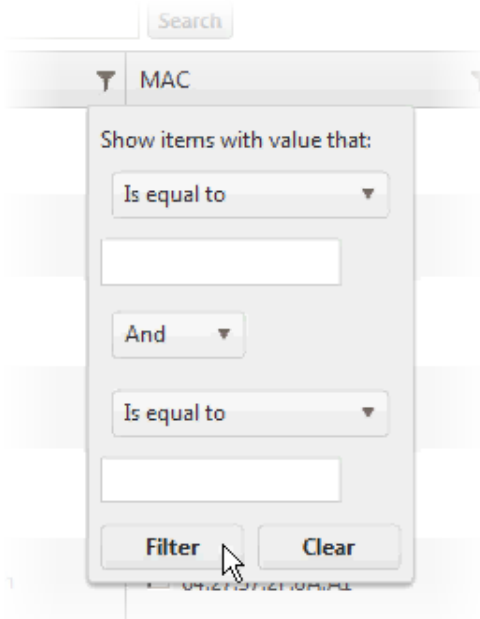 Search
MAC
Show items with value that:
Is equal to
And
Is equal to
Filter Clear